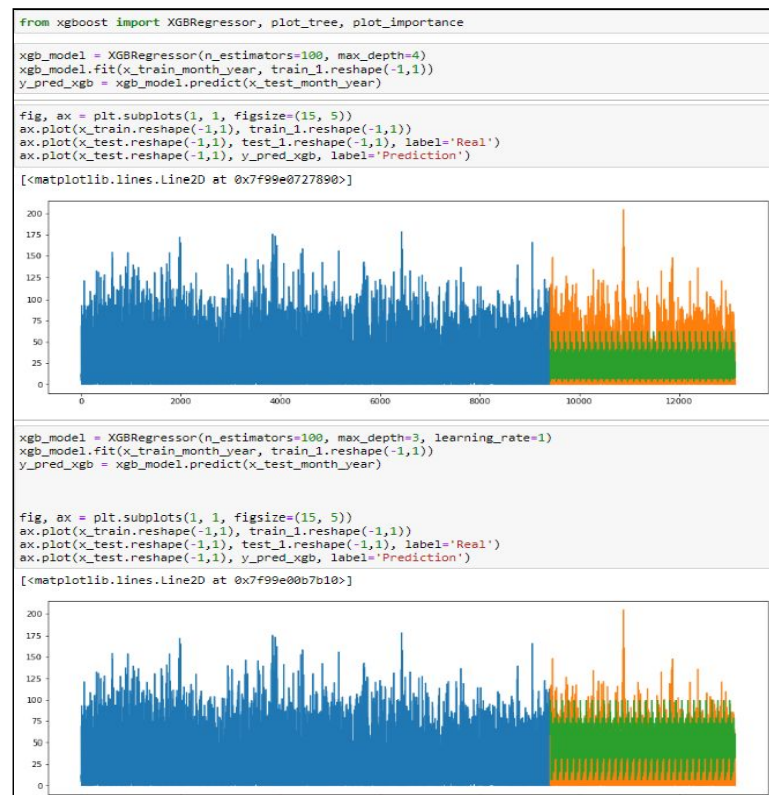 from xgboost import XGBRegressor, plot_tree, plot_importance
xgb_model = XGBRegressor(n_estimators=100, max_depth=4)
xgb_model.fit(x_train_month_year, train_1.reshape(-1,1))
y_pred_xgb = xgb_model.predict(x_test_month_year)
fig, ax = plt.subplots(1, 1, figsize=(15, 5))
ax.plot(x_train.reshape(-1,1), train_1.reshape(-1,1))
ax.plot(x_test.reshape(-1,1), test_1.reshape(-1,1), label='Real')
ax.plot(x_test.reshape(-1,1), y_pred_xgb, label='Prediction')
[<matplotlib.lines.Line2D at 0x7f99e0727890>]
200
175
150
125
100
75
50
25
0
0 2000 4000 6000 8000 10000 12000
xgb_model = XGBRegressor(n_estimators=100, max_depth=3, learning_rate=1)
xgb_model.fit(x_train_month_year, train_1.reshape(-1,1))
y_pred_xgb = xgb_model.predict(x_test_month_year)
fig, ax = plt.subplots(1, 1, figsize=(15, 5))
ax.plot(x_train.reshape(-1,1), train_1.reshape(-1,1))
ax.plot(x_test.reshape(-1,1), test_1.reshape(-1,1), label='Real')
ax.plot(x_test.reshape(-1,1), y_pred_xgb, label='Prediction')
[<matplotlib.lines.Line2D at 0x7f99e00b7b10>]
200
175
150
125
100
75
50
25
0